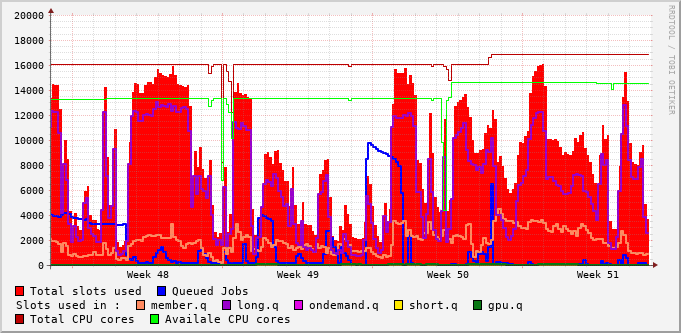 20000
18000
16000
14000
12000
10000
8000
6000
4000
2000
0
Week 48 Week 49 Week 50 Week 51
RRDTOOL / TOBI OETIKER
Total slots used Queued Jobs
Slots used in : member.q long.q ondemand.q short.q gpu.q
Total CPU cores Availale CPU cores